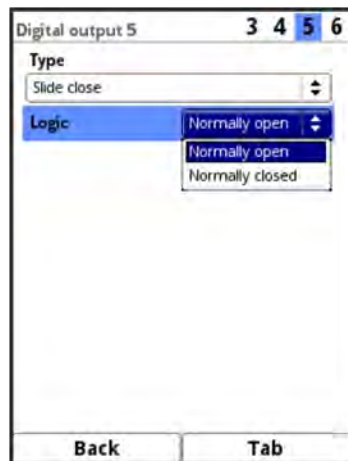 Digital output 5 3 4 5 6
Type
Slide close
Logic Normally open
Normally open
Normally closed
Back Tab